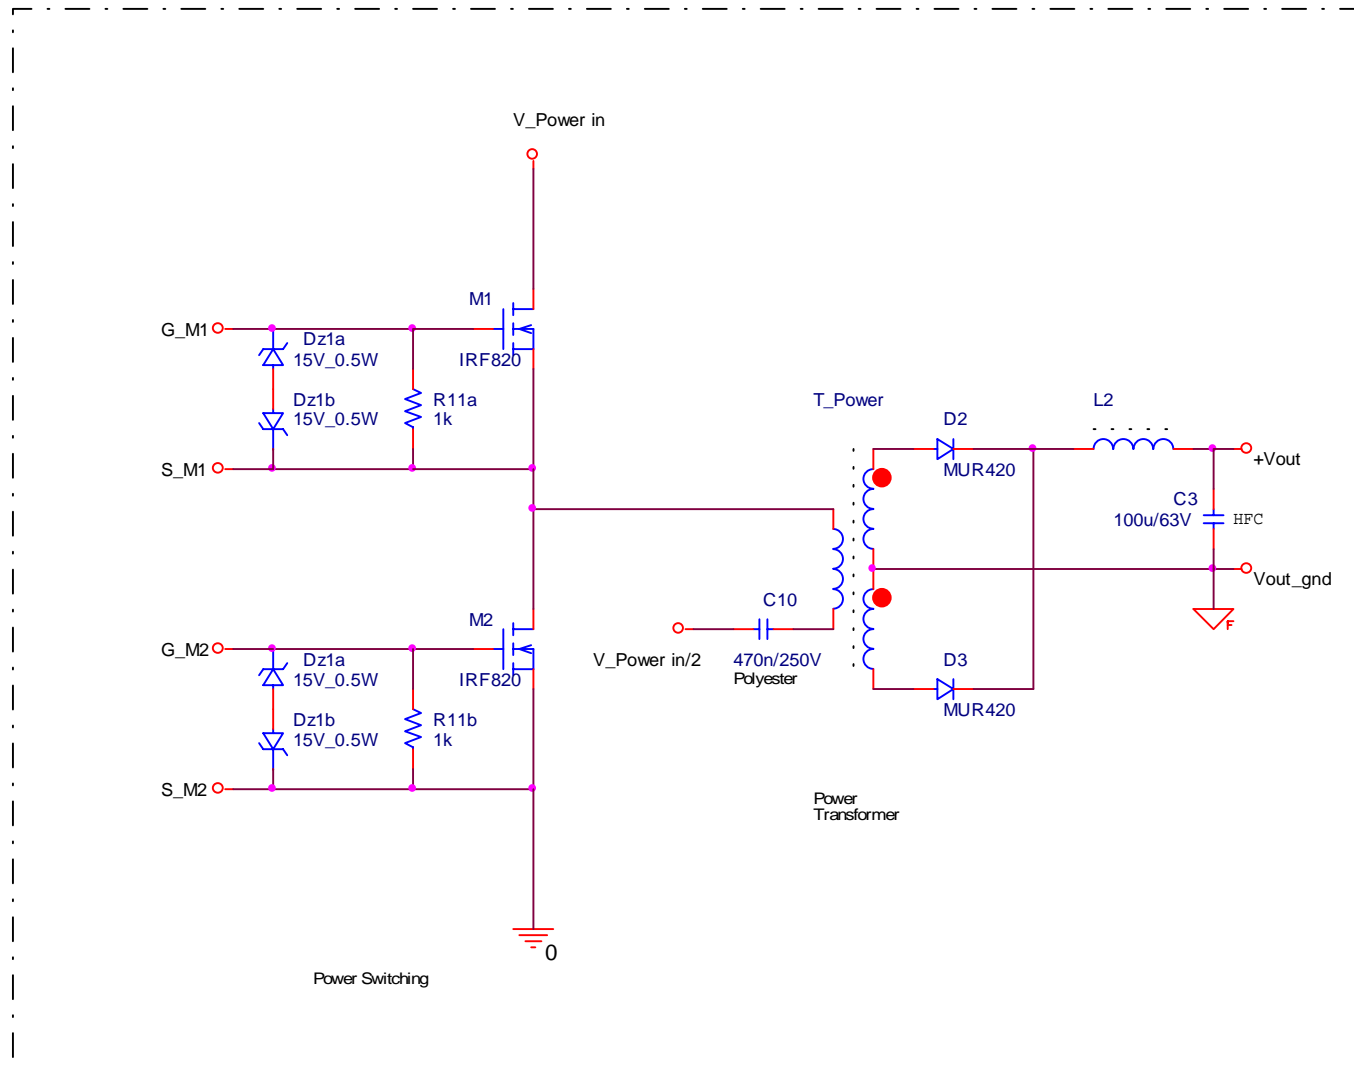 V_Power in
M1
G_M1
Dz1a
15V_0.5W
IRF820
Dz1b
15V_0.5W
R11a
1k
S_M1
T_Power
D2
MUR420
L2
+Vout
C3
100u/63V
HFC
Vout_gnd
F
C10
V_Power in/2
470n/250V
Polyester
M2
G_M2
Dz1a
15V_0.5W
IRF820
D3
MUR420
Dz1b
15V_0.5W
R11b
1k
S_M2
Power
Transformer
0
Power Switching